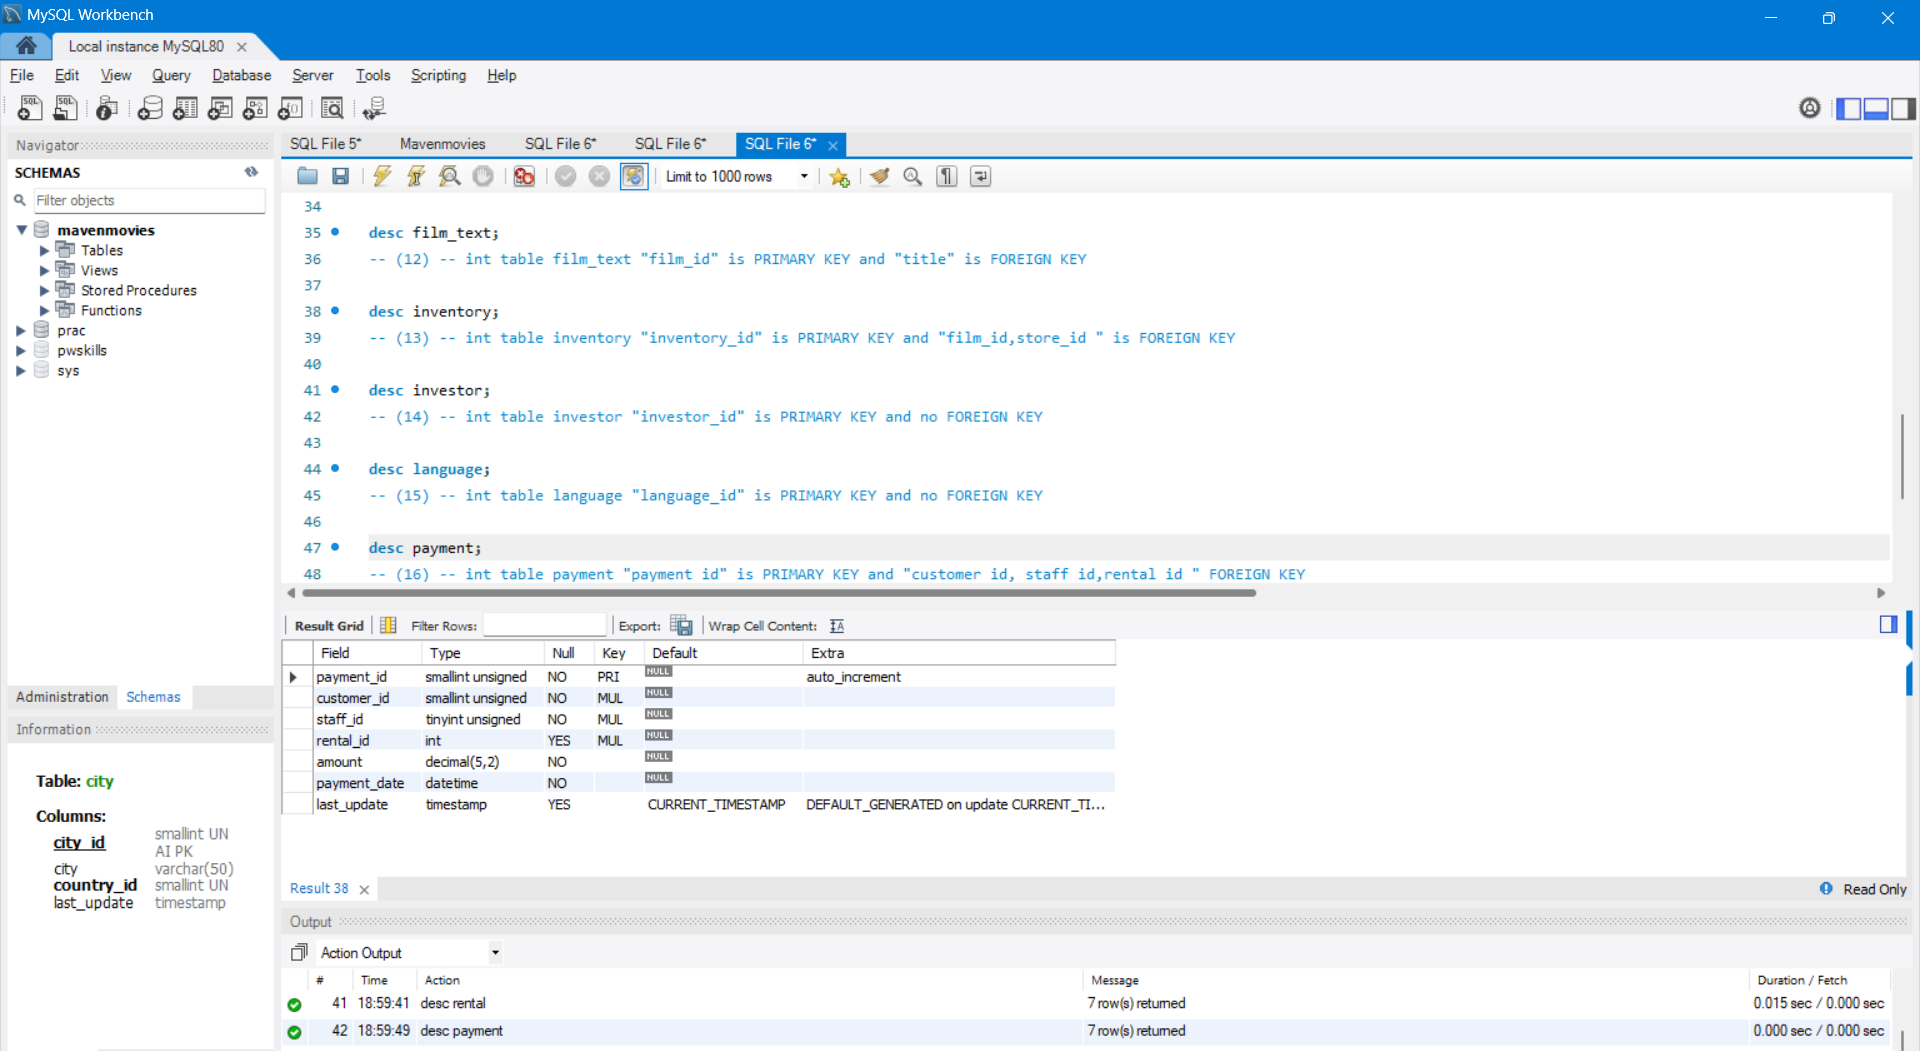 MySQL Workbench
Local instance MySQL80
File Edit View Query Database Server Tools Scripting Help
Navigator
SCHEMAS
Filter objects
mavenmovies
Tables
Views
Stored Procedures
Functions
prac
pwskills
sys
Administration Schemas
Information
Table: city
Columns:
city_id smallint UN AI PK
city varchar(50)
country_id smallint UN
last_update timestamp
SQL File 5* Mavenmovies SQL File 6* SQL File 6* SQL File 6*
Limit to 1000 rows
34
35 desc film_text;
36 -- (12) -- int table film_text "film_id" is PRIMARY KEY and "title" is FOREIGN KEY
37
38 desc inventory;
39 -- (13) -- int table inventory "inventory_id" is PRIMARY KEY and "film_id,store_id " is FOREIGN KEY
40
41 desc investor;
42 -- (14) -- int table investor "investor_id" is PRIMARY KEY and no FOREIGN KEY
43
44 desc language;
45 -- (15) -- int table language "language_id" is PRIMARY KEY and no FOREIGN KEY
46
47 desc payment;
48 -- (16) -- int table payment "payment id" is PRIMARY KEY and "customer id, staff id,rental id " FOREIGN KEY
Result Grid Filter Rows: Export: Wrap Cell Content:
Field Type Null Key Default Extra
payment_id smallint unsigned NO PRI NULL auto_increment
customer_id smallint unsigned NO MUL NULL
staff_id tinyint unsigned NO MUL NULL
rental_id int YES MUL NULL
amount decimal(5,2) NO NULL
payment_date datetime NO NULL
last_update timestamp YES CURRENT_TIMESTAMP DEFAULT_GENERATED on update CURRENT_TI...
Result 38 Read Only
Output
Action Output
# Time Action Message Duration / Fetch
41 18:59:41 desc rental 7 row(s) returned 0.015 sec / 0.000 sec
42 18:59:49 desc payment 7 row(s) returned 0.000 sec / 0.000 sec